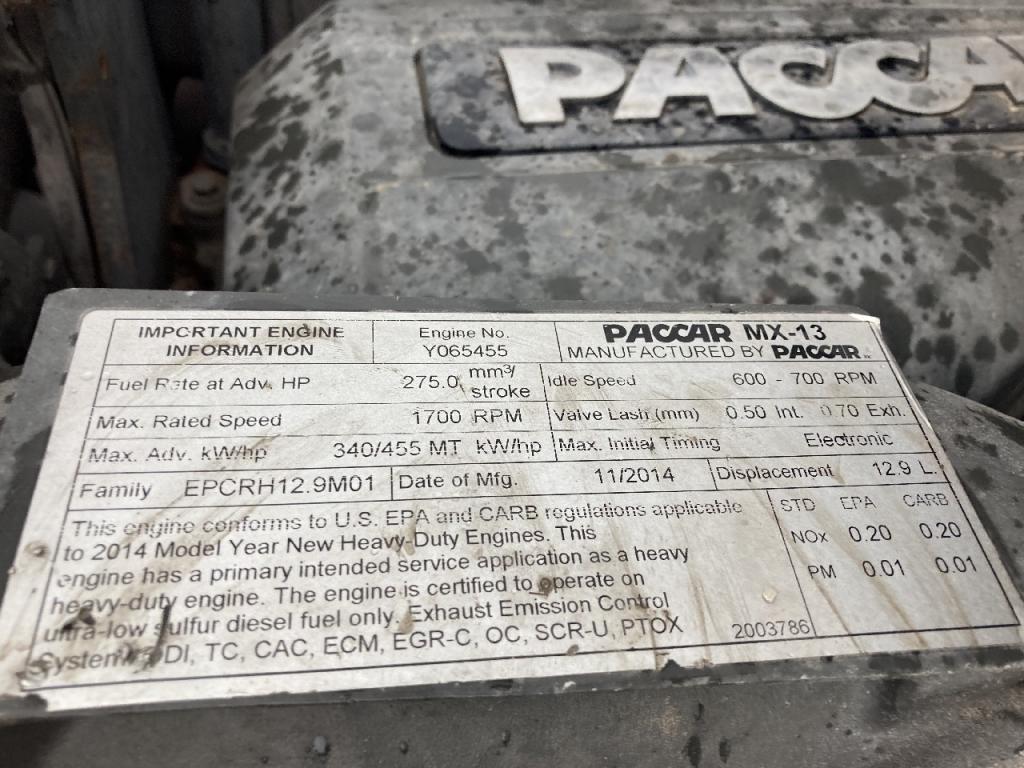 PACCA
IMPORTANT ENGINE
INFORMATION
Engine No.
Y065455
PACCAR MX-13
MANUFACTURED BY PACCAR
Fuel Rate at Adv. HP 275.0 mm³/stroke
Idle Speed 600 - 700 RPM
Max. Rated Speed 1700 RPM
Valve Lash (mm) 0.50 Int. 0.70 Exh.
Max. Adv. kW/hp 340/455 MT kW/hp
Max. Initial Timing Electronic
Family EPCRH12.9M01
Date of Mfg. 11/2014
Displacement 12.9 L.
This engine conforms to U.S. EPA and CARB regulations applicable
to 2014 Model Year New Heavy-Duty Engines. This
engine has a primary intended service application as a heavy
heavy-duty engine. The engine is certified to operate on
ultra-low sulfur diesel fuel only. Exhaust Emission Control
System: DDI, TC, CAC, ECM, EGR-C, OC, SCR-U, PTOX
STD EPA CARB
NOx 0.20 0.20
PM 0.01 0.01
2003786